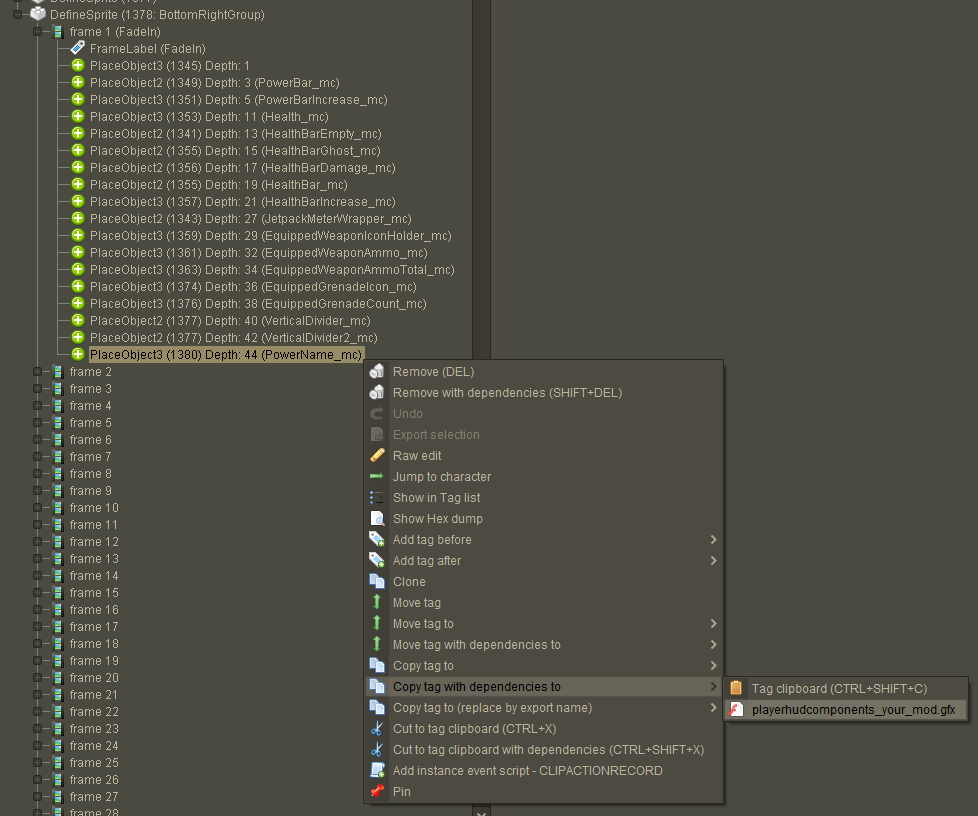 DefineSprite (1378: BottomRightGroup)
frame 1 (FadeIn)
FrameLabel (FadeIn)
PlaceObject3 (1345) Depth: 1
PlaceObject2 (1349) Depth: 3 (PowerBar_mc)
PlaceObject3 (1351) Depth: 5 (PowerBarIncrease_mc)
PlaceObject3 (1353) Depth: 11 (Health_mc)
PlaceObject2 (1341) Depth: 13 (HealthBarEmpty_mc)
PlaceObject2 (1355) Depth: 15 (HealthBarGhost_mc)
PlaceObject2 (1356) Depth: 17 (HealthBarDamage_mc)
PlaceObject2 (1355) Depth: 19 (HealthBar_mc)
PlaceObject3 (1357) Depth: 21 (HealthBarIncrease_mc)
PlaceObject2 (1343) Depth: 27 (JetpackMeterWrapper_mc)
PlaceObject3 (1359) Depth: 29 (EquippedWeaponIconHolder_mc)
PlaceObject3 (1361) Depth: 32 (EquippedWeaponAmmo_mc)
PlaceObject3 (1363) Depth: 34 (EquippedWeaponAmmoTotal_mc)
PlaceObject3 (1374) Depth: 36 (EquippedGrenadeIcon_mc)
PlaceObject3 (1376) Depth: 38 (EquippedGrenadeCount_mc)
PlaceObject2 (1377) Depth: 40 (VerticalDivider_mc)
PlaceObject2 (1377) Depth: 42 (VerticalDivider2_mc)
PlaceObject3 (1380) Depth: 44 (PowerName_mc)
frame 2
frame 3
frame 4
frame 5
frame 6
frame 7
frame 8
frame 9
frame 10
frame 11
frame 12
frame 13
frame 14
frame 15
frame 16
frame 17
frame 18
frame 19
frame 20
frame 21
frame 22
frame 23
frame 24
frame 25
frame 26
frame 27
frame 28
Remove (DEL)
Remove with dependencies (SHIFT+DEL)
Undo
Export selection
Raw edit
Jump to character
Show in Tag list
Show Hex dump
Add tag before
Add tag after
Clone
Move tag
Move tag to
Move tag with dependencies to
Copy tag to
Copy tag with dependencies to
Copy tag to (replace by export name)
Cut to tag clipboard (CTRL+X)
Cut to tag clipboard with dependencies (CTRL+SHIFT+X)
Add instance event script - CLIPACTIONRECORD
Pin
Tag clipboard (CTRL+SHIFT+C)
playerhudcomponents_your_mod.gfx